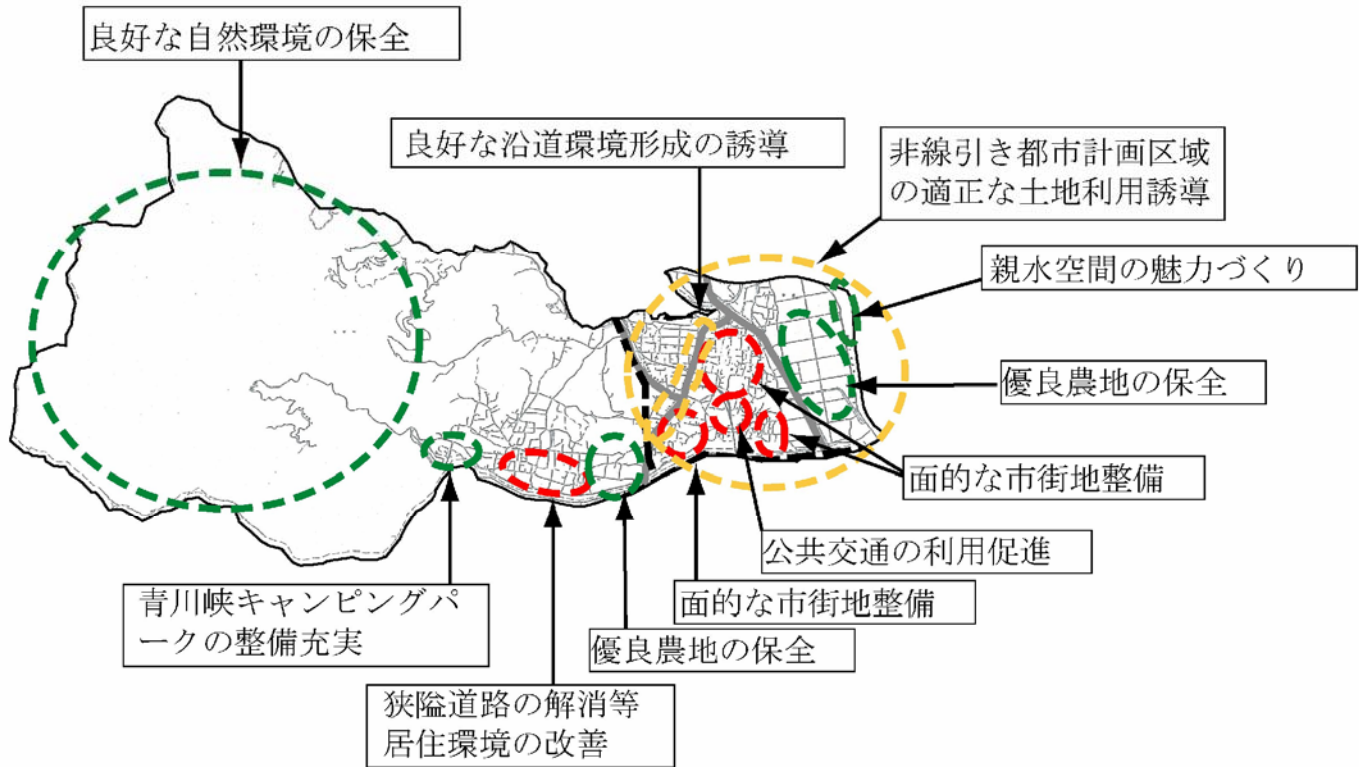 良好な自然環境の保全
良好な沿道環境形成の誘導
非線引き都市計画区域
の適正な土地利用誘導
親水空間の魅力づくり
優良農地の保全
面的な市街地整備
公共交通の利用促進
面的な市街地整備
優良農地の保全
青川峡キャンピングパ
ークの整備充実
狭隘道路の解消等
居住環境の改善